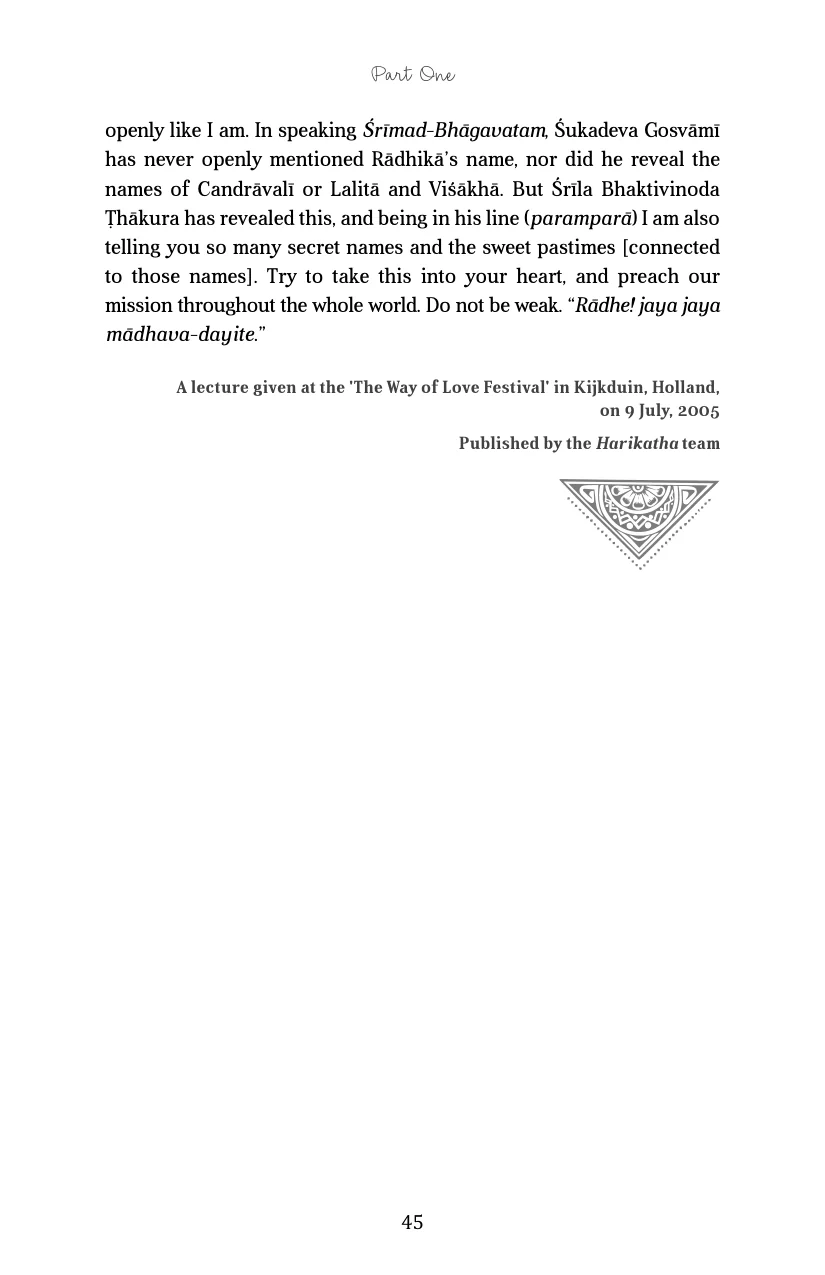 Part One
openly like I am. In speaking Śrīmad-Bhāgavatam, Śukadeva Gosvāmī
has never openly mentioned Rādhikā’s name, nor did he reveal the
names of Candrāvalī or Lalitā and Viśākhā. But Śrīla Bhaktivinoda
Ṭhākura has revealed this, and being in his line (paramparā) I am also
telling you so many secret names and the sweet pastimes [connected
to those names]. Try to take this into your heart, and preach our
mission throughout the whole world. Do not be weak. “Rādhe! jaya jaya
mādhava-dayite.”
A lecture given at the 'The Way of Love Festival' in Kijkduin, Holland,
on 9 July, 2005
Published by the Harikatha team
45